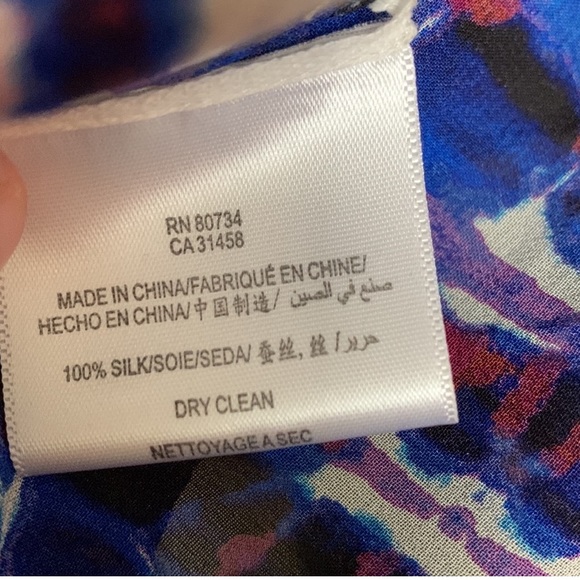 RN 80734
CA 31458
MADE IN CHINA/FABRIQUÉ EN CHINE/
HECHO EN CHINA/中国制造/ صنع في الصين
100% SILK/SOIE/SEDA/ 蚕丝, 丝 / حرير
DRY CLEAN
NETTOYAGE A SEC